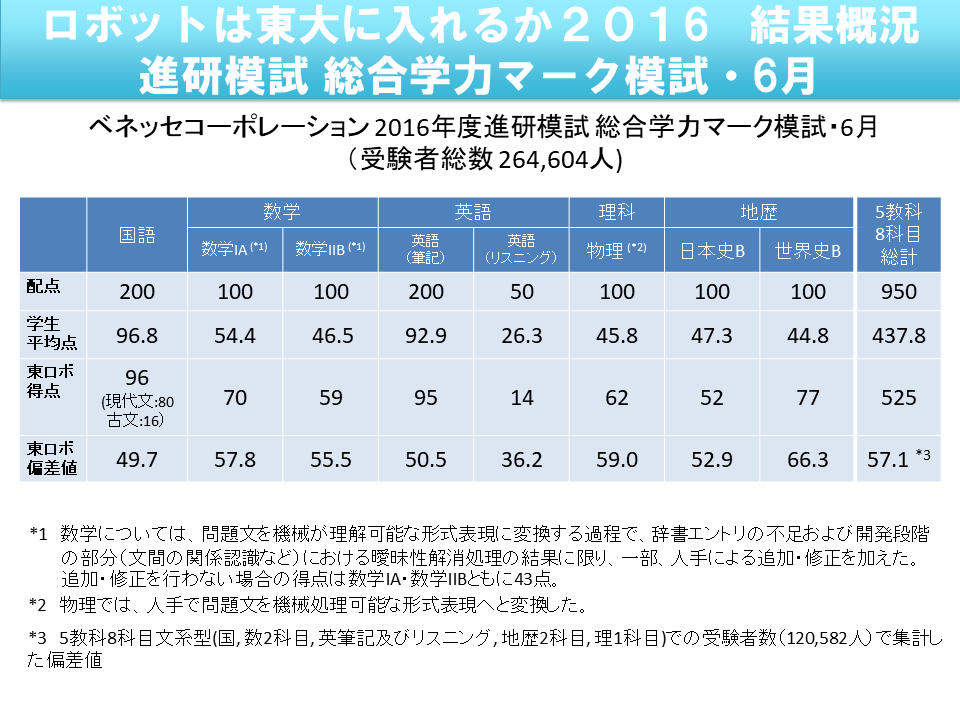 ロボットは東大に入れるか２０１６　結果概況
進研模試 総合学力マーク模試・6月
ベネッセコーポレーション 2016年度進研模試 総合学力マーク模試・6月
（受験者総数 264,604人)
国語 数学 英語 理科 地歴 5教科8科目総計
数学IA (*1) 数学IIB (*1) 英語（筆記） 英語（リスニング） 物理 (*2) 日本史B 世界史B
配点 200 100 100 200 50 100 100 100 950
学生平均点 96.8 54.4 46.5 92.9 26.3 45.8 47.3 44.8 437.8
東ロボ得点 96 (現代文:80 古文:16） 70 59 95 14 62 52 77 525
東ロボ偏差値 49.7 57.8 55.5 50.5 36.2 59.0 52.9 66.3 57.1 *3
*1 数学については、問題文を機械が理解可能な形式表現に変換する過程で、辞書エントリの不足および開発段階
の部分（文間の関係認識など）における曖昧性解消処理の結果に限り、一部、人手による追加・修正を加えた。
追加・修正を行わない場合の得点は数学IA・数学IIBともに43点。
*2 物理では、人手で問題文を機械処理可能な形式表現へと変換した。
*3 5教科8科目文系型(国, 数2科目, 英筆記及びリスニング, 地歴2科目, 理1科目)での受験者数（120,582人）で集計し
た偏差値